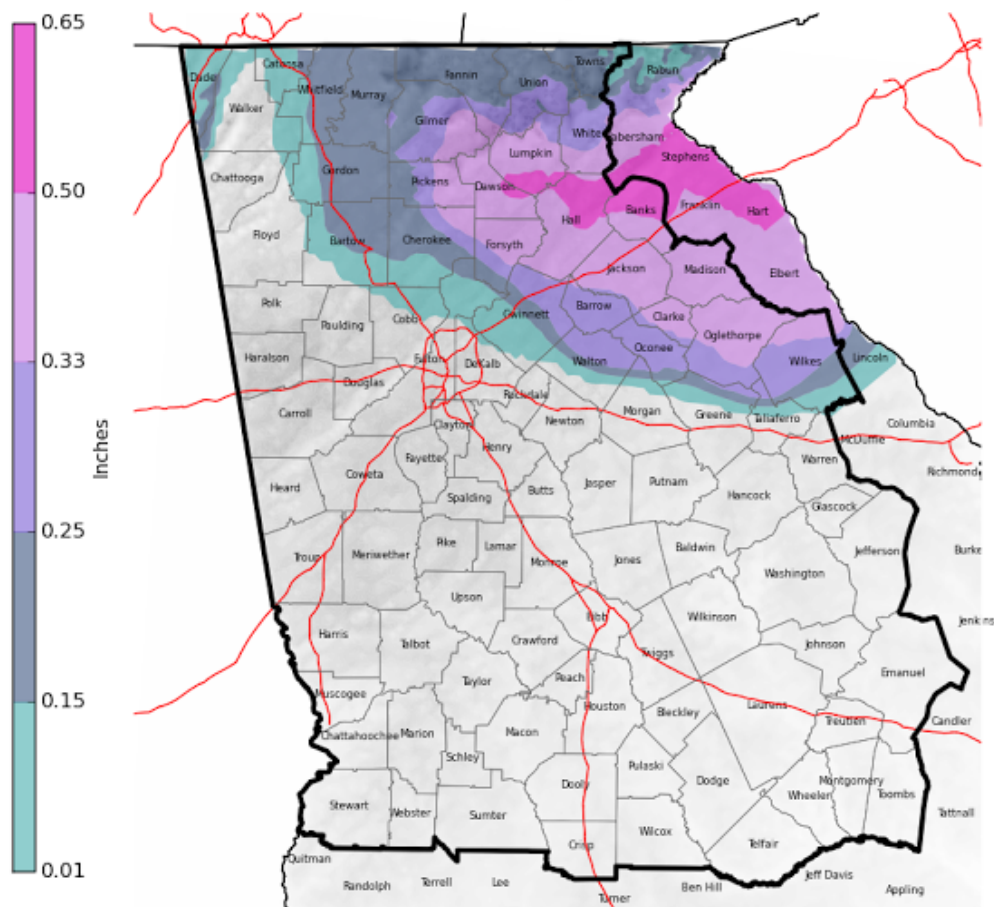 0.65
0.50
0.33
0.25
0.15
0.01
Inches
Dade
Catoosa
Whitfield
Murray
Fannin
Union
Towns
Rabun
Walker
Gilmer
White
Habersham
Lumpkin
Stephens
Chattooga
Gordon
Pickens
Dawson
Hall
Banks
Franklin
Hart
Floyd
Bartow
Cherokee
Forsyth
Jackson
Madison
Elbert
Polk
Paulding
Cobb
Gwinnett
Barrow
Clarke
Oglethorpe
Haralson
Fulton
DeKalb
Walton
Oconee
Wilkes
Lincoln
Douglas
Rockdale
Carroll
Clayton
Newton
Morgan
Greene
Taliaferro
Columbia
McDuffie
Fayette
Henry
Warren
Richmond
Heard
Coweta
Spalding
Butts
Jasper
Putnam
Hancock
Glascock
Troup
Meriwether
Pike
Lamar
Monroe
Jones
Baldwin
Washington
Jefferson
Burke
Upson
Bibb
Wilkinson
Jenkins
Harris
Talbot
Crawford
Twiggs
Johnson
Emanuel
Muscogee
Taylor
Peach
Houston
Bleckley
Laurens
Treutlen
Candler
Chattahoochee
Marion
Macon
Schley
Pulaski
Dodge
Montgomery
Wheeler
Toombs
Tattnall
Stewart
Webster
Sumter
Dooly
Wilcox
Telfair
Crisp
Quitman
Randolph
Terrell
Lee
Turner
Ben Hill
Jeff Davis
Appling